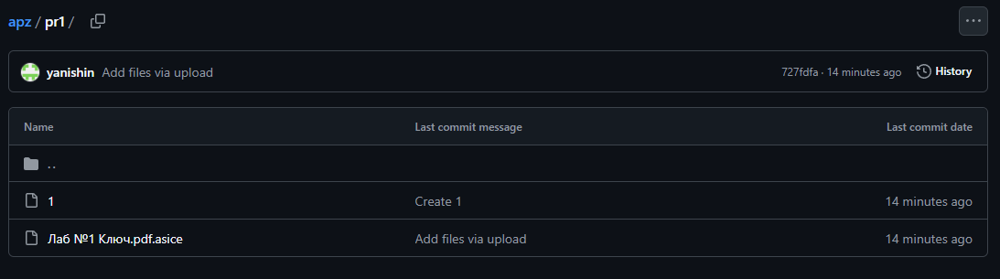 apz / pr1 /
yanishin Add files via upload 727fdfa · 14 minutes ago History
Name Last commit message Last commit date
..
1 Create 1 14 minutes ago
Лаб №1 Ключ.pdf.asice Add files via upload 14 minutes ago